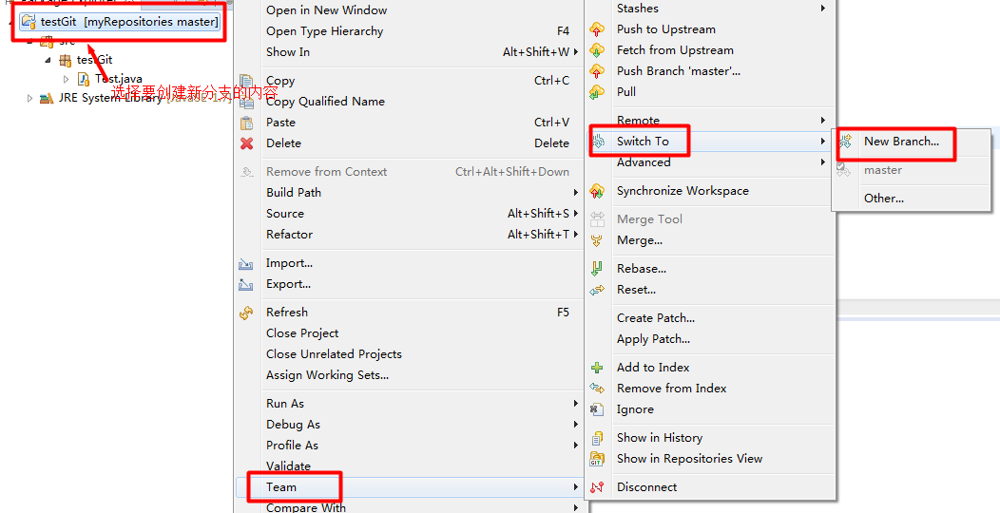 testGit [myRepositories master]
src
testGit
Test.java
JRE System Library
选择要创建新分支的内容
Open in New Window
Open Type Hierarchy F4
Show In Alt+Shift+W
Copy Ctrl+C
Copy Qualified Name
Paste Ctrl+V
Delete Delete
Remove from Context Ctrl+Alt+Shift+Down
Build Path
Source Alt+Shift+S
Refactor Alt+Shift+T
Import...
Export...
Refresh F5
Close Project
Close Unrelated Projects
Assign Working Sets...
Run As
Debug As
Profile As
Validate
Team
Compare With
Stashes
Push to Upstream
Fetch from Upstream
Push Branch 'master'...
Pull
Remote
Switch To
Advanced
Synchronize Workspace
Merge Tool
Merge...
Rebase...
Reset...
Create Patch...
Apply Patch...
Add to Index
Remove from Index
Ignore
Show in History
Show in Repositories View
Disconnect
New Branch...
master
Other...